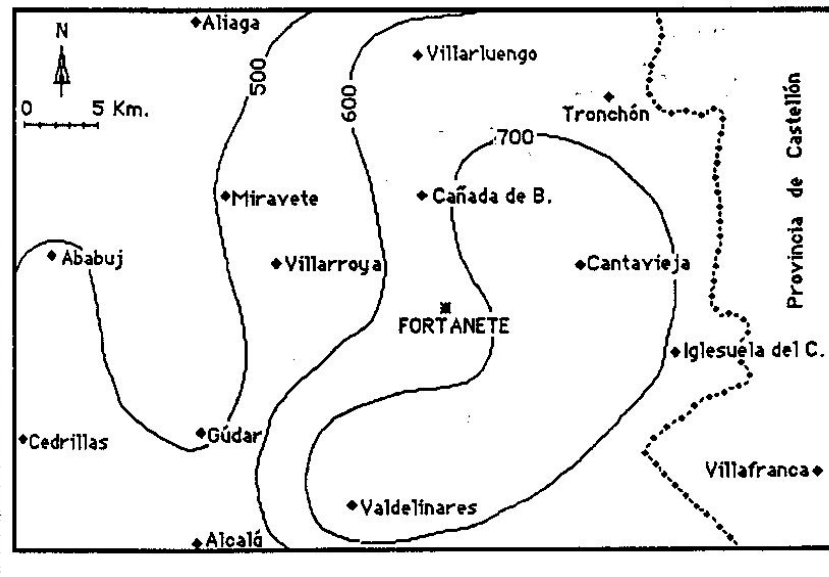 Aliaga
N
Villarluengo
500
600
0 5 Km.
Tronchón
700
Provincia de Castellón
Miravete
Cañada de B.
Ababuj
Villarroya
Cantavieja
FORTANETE
Iglesuela del C.
Gúdar
Cedrillas
Villafranca
Valdelinares
Alcalá